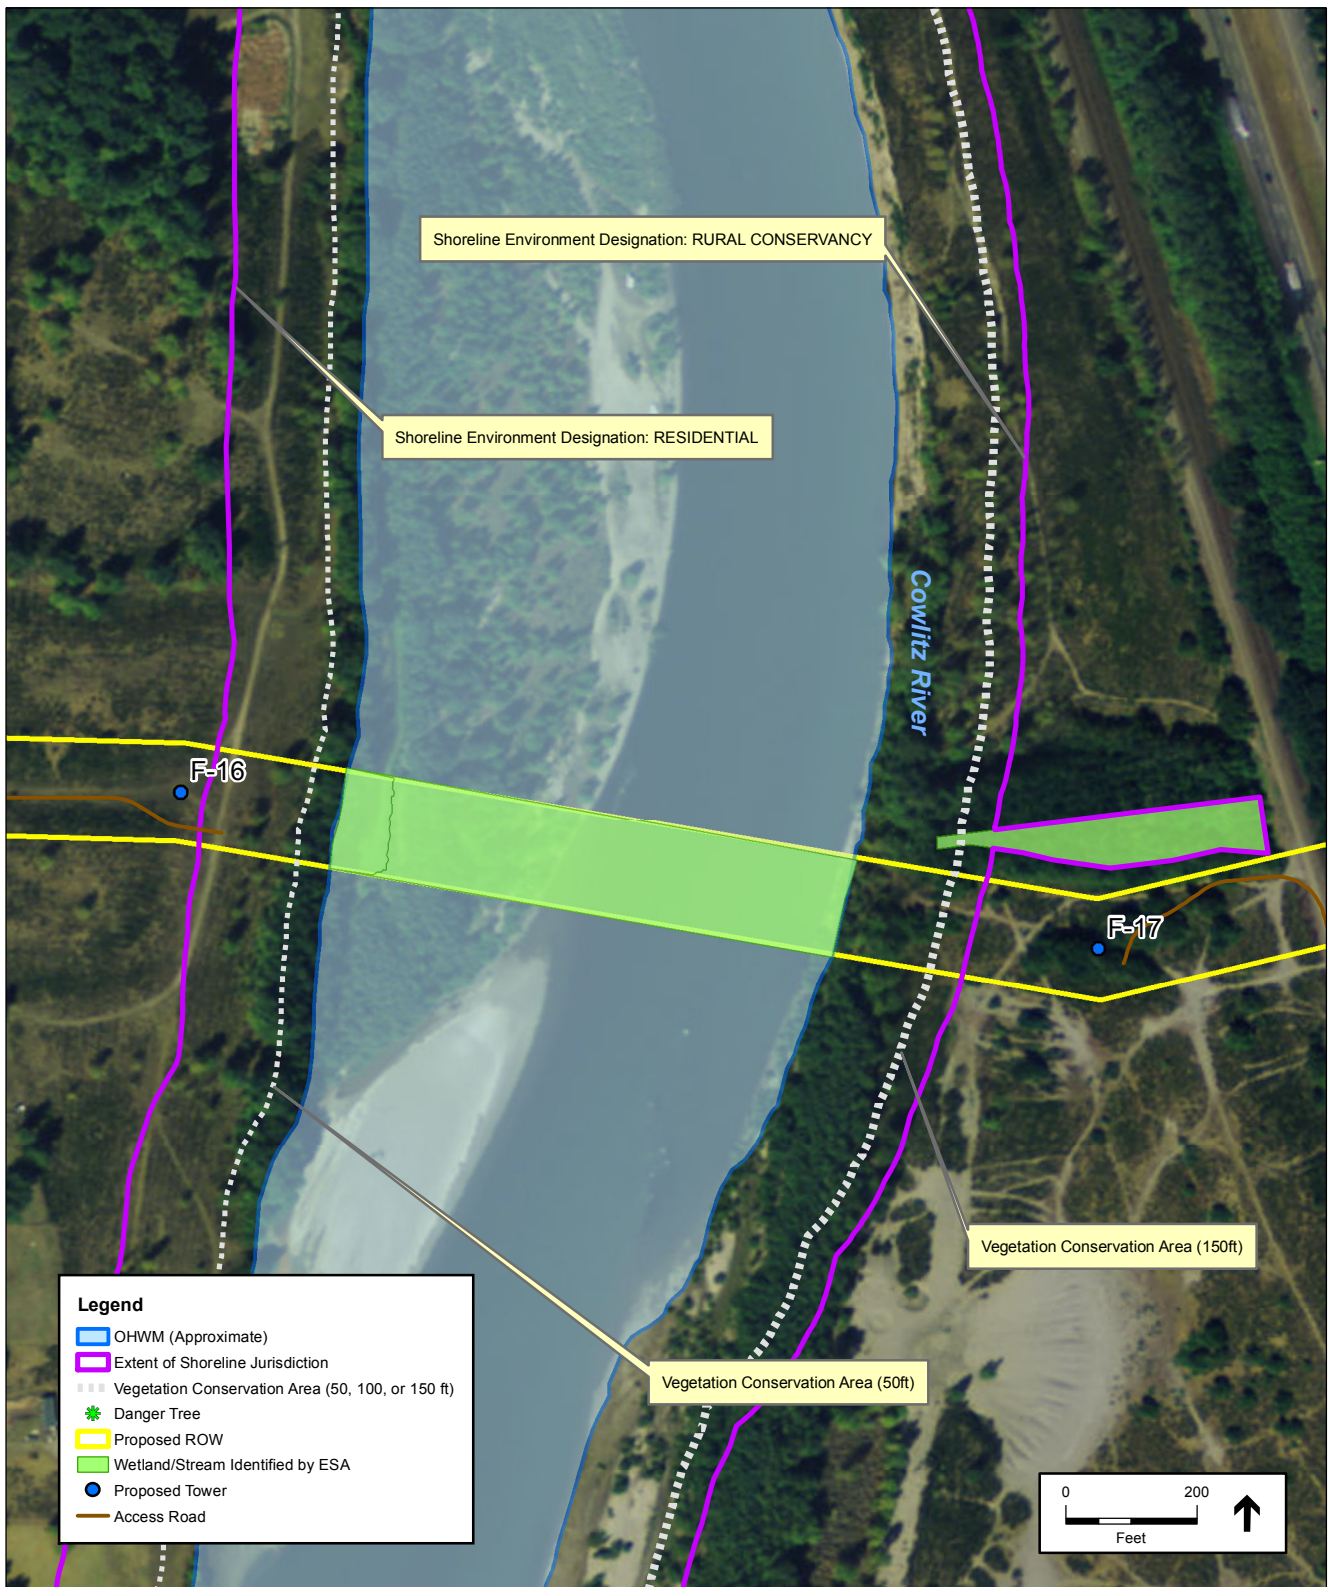 Shoreline Environment Designation: RURAL CONSERVANCY
Shoreline Environment Designation: RESIDENTIAL
Cowlitz River
F-16
F-17
Vegetation Conservation Area (150ft)
Vegetation Conservation Area (50ft)
Legend
OHWM (Approximate)
Extent of Shoreline Jurisdiction
Vegetation Conservation Area (50, 100, or 150 ft)
Danger Tree
Proposed ROW
Wetland/Stream Identified by ESA
Proposed Tower
Access Road
0 200
Feet